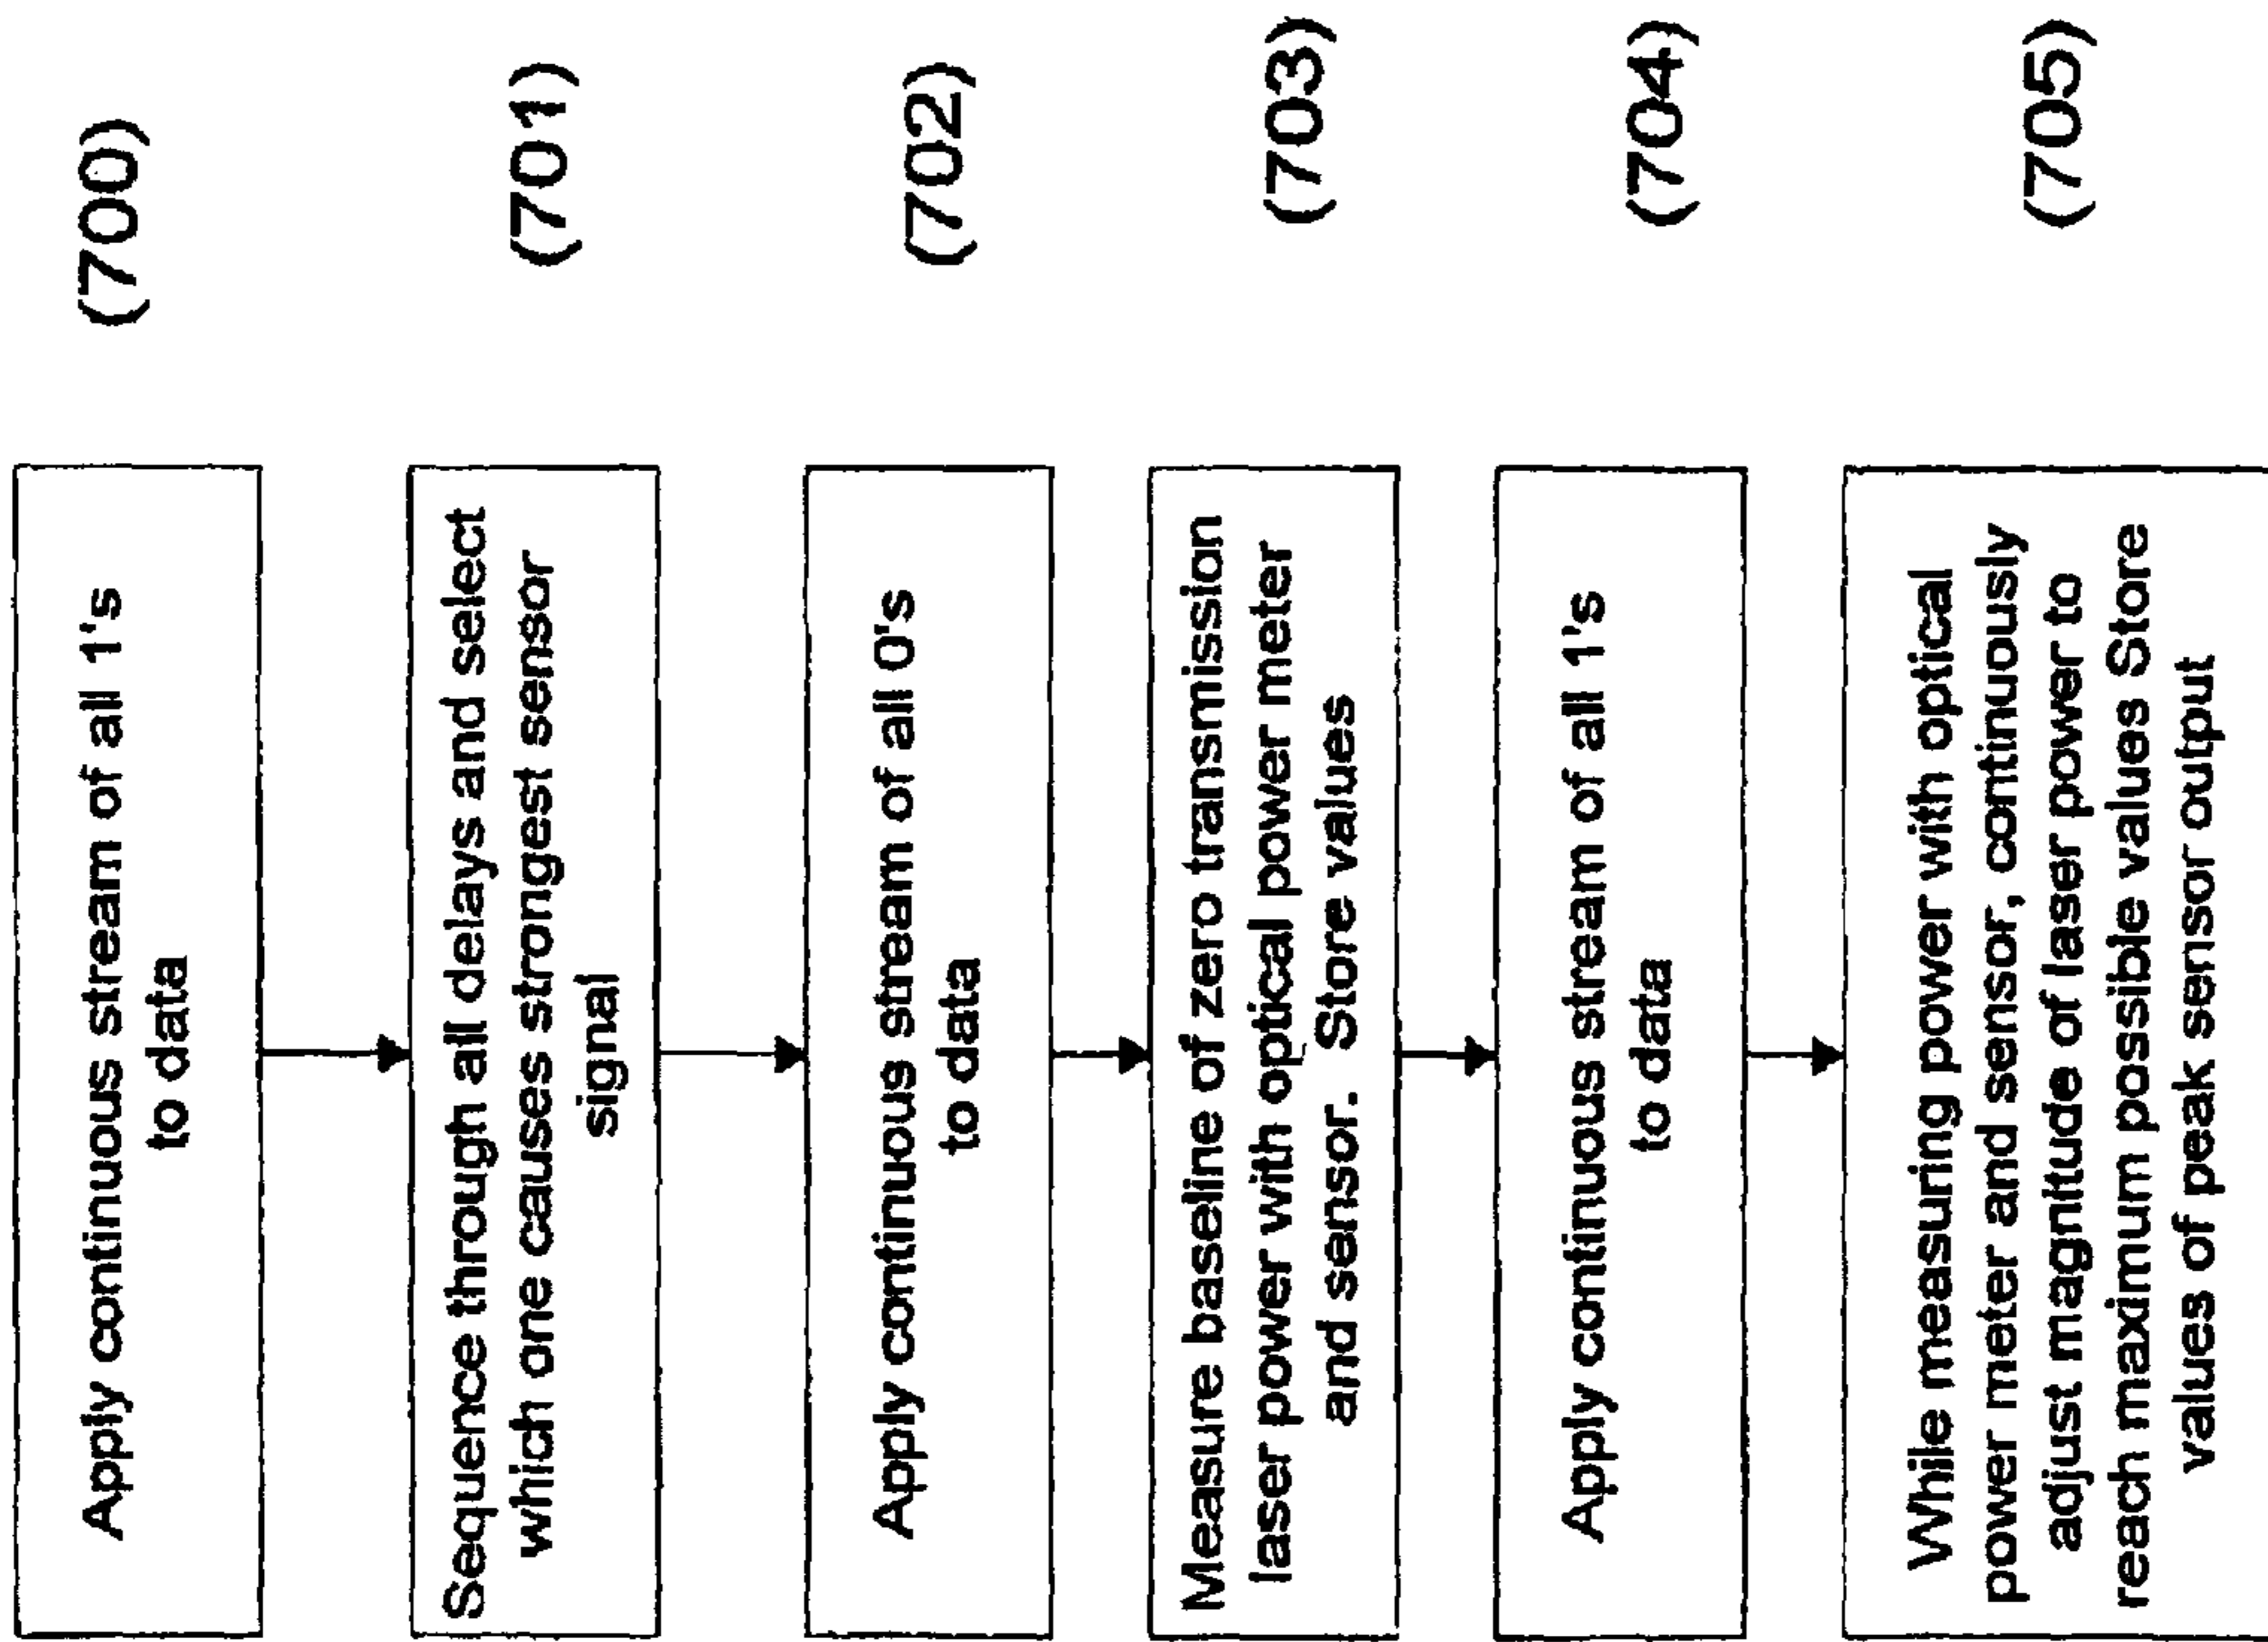 Apply continuous stream of all 1's
to data
(700)
Sequence through all delays and select
which one causes strongest sensor
signal
(701)
Apply continuous stream of all 0's
to data
(702)
Measure baseline of zero transmission
laser power with optical power meter
and sensor. Store values
(703)
Apply continuous stream of all 1's
to data
(704)
While measuring power with optical
power meter and sensor, continuously
adjust magnitude of laser power to
reach maximum possible values Store
values of peak sensor output
(705)